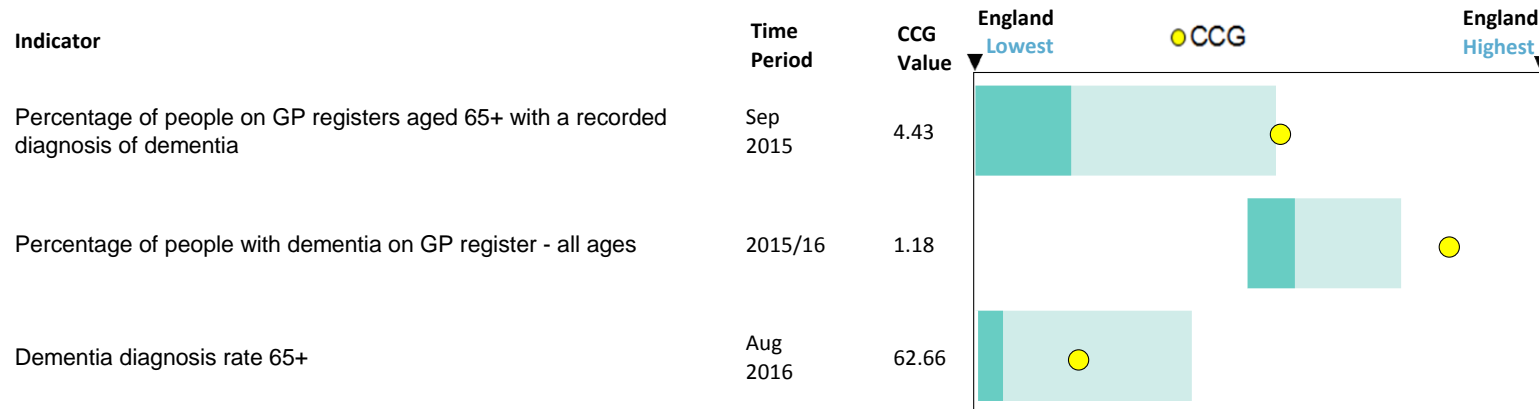 Indicator
Time
Period
CCG
Value
England
Lowest
CCG
England
Highest
Percentage of people on GP registers aged 65+ with a recorded
diagnosis of dementia
Sep
2015
4.43
Percentage of people with dementia on GP register - all ages
2015/16
1.18
Dementia diagnosis rate 65+
Aug
2016
62.66